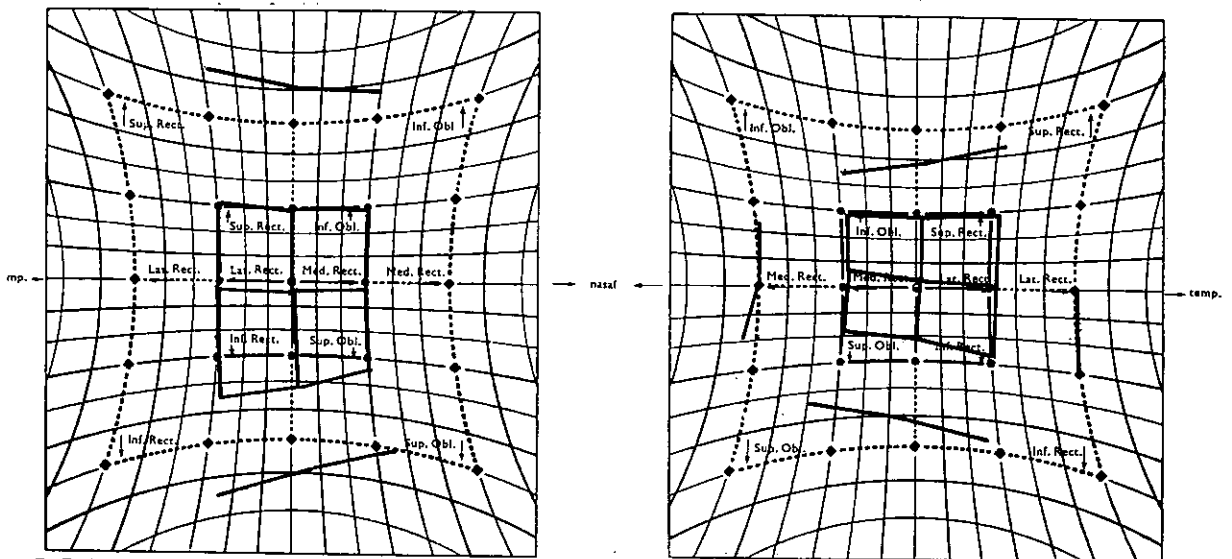 Sup. Rect. Inf. Obl
Sup. Rect. Inf. Obl.
mp. Lat. Rect. Lat. Rect. Med. Rect. Med. Rect.
Inf. Rect. Sup. Obl.
Inf. Rect. Sup. Obl.
nasal
Inf. Obl. Sup. Rect.
Inf. Obl. Sup. Rect.
Med. Rect. Med. Rect. Lat. Rect. Lat. Rect. temp.
Sup. Obl. Inf. Rect.
Sup. Ob. Inf. Rect.